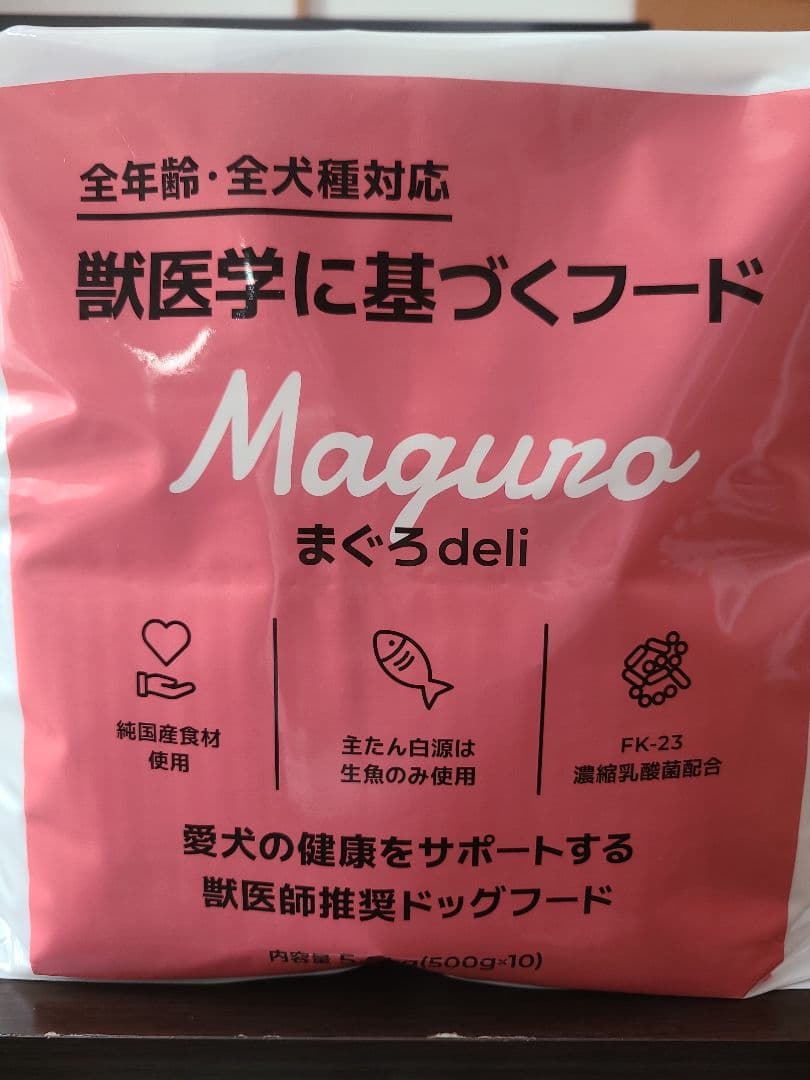 全年齢・全犬種対応
獣医学に基づくフード
Maguro
まぐろdeli
純国産食材
使用
主たん白源は
生魚のみ使用
FK-23
濃縮乳酸菌配合
愛犬の健康をサポートする
獣医師推奨ドッグフード
内容量 (500g×10)